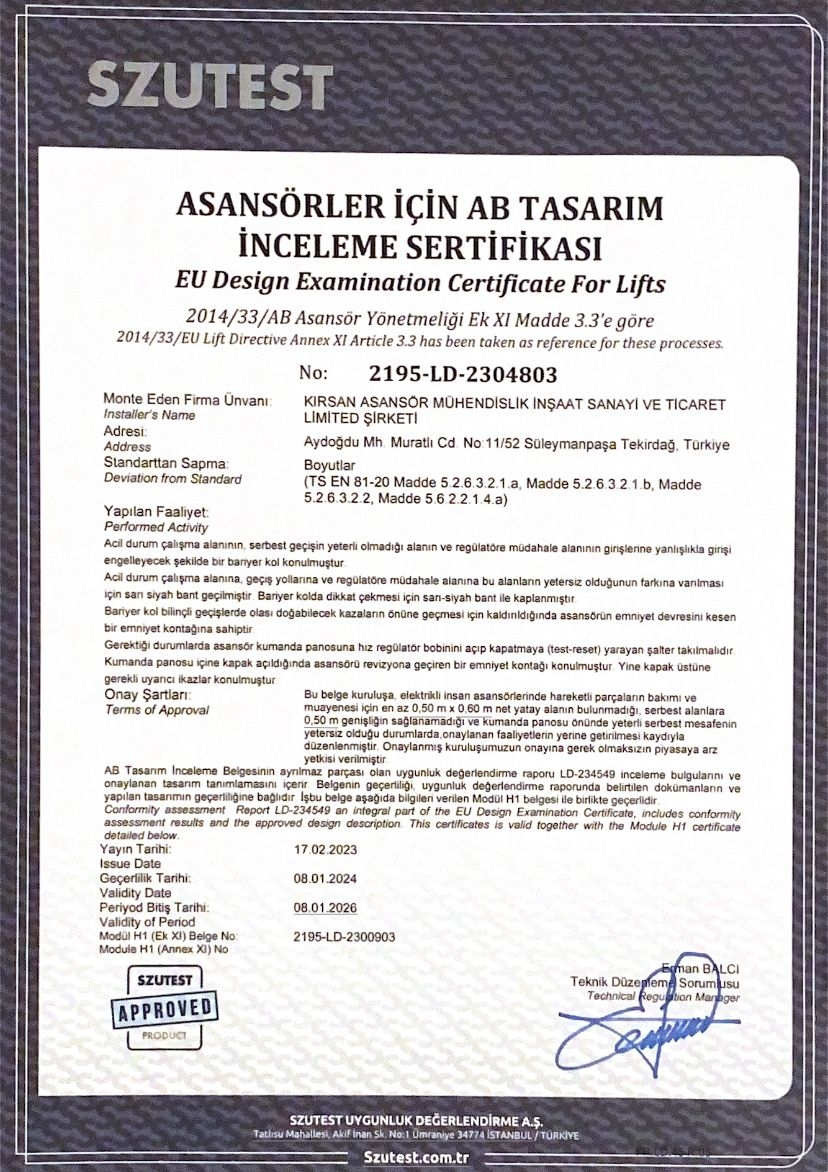 SZUTEST
ASANSÖRLER İÇİN AB TASARIM
İNCELEME SERTİFİKASI
EU Design Examination Certificate For Lifts
2014/33/AB Asansör Yönetmeliği Ek XI Madde 3.3'e göre
2014/33/EU Lift Directive Annex XI Article 3.3 has been taken as reference for these processes.
No: 2195-LD-2304803
Monte Eden Firma Ünvanı: KIRSAN ASANSÖR MÜHENDİSLİK İNŞAAT SANAYİ VE TİCARET
Installer's Name LİMİTED ŞİRKETİ
Adresi:
Address Aydoğdu Mh. Muratlı Cd. No:11/52 Süleymanpaşa Tekirdağ, Türkiye
Standarttan Sapma: Boyutlar
Deviation from Standard (TS EN 81-20 Madde 5.2.6.3.2.1.a, Madde 5.2.6.3.2.1.b, Madde
5.2.6.3.2.2, Madde 5.6.2.2.1.4.a)
Yapılan Faaliyet:
Performed Activity
Acil durum çalışma alanının, serbest geçişin yeterli olmadığı alanın ve regülatöre müdahale alanının girişlerine yanlışlıkla girişi
engelleyecek şekilde bir bariyer kol konulmuştur.
Acil durum çalışma alanına, geçiş yollarına ve regülatöre müdahale alanına bu alanların yetersiz olduğunun farkına varılması
için sarı siyah bant geçilmiştir. Bariyer kolda dikkat çekmesi için sarı-siyah bant ile kaplanmıştır.
Bariyer kol bilinçli geçişlerde olası doğabilecek kazaların önüne geçmesi için kaldırıldığında asansörün emniyet devresini kesen
bir emniyet kontağına sahiptir.
Gerektiği durumlarda asansör kumanda panosuna hız regülatör bobinini açıp kapatmaya (test-reset) yarayan şalter takılmalıdır.
Kumanda panosu içine kapak açıldığında asansörü revizyona geçiren bir emniyet kontağı konulmuştur. Yine kapak üstüne
gerekli uyarıcı ikazlar konulmuştur.
Onay Şartları: Bu belge kuruluşa, elektrikli insan asansörlerinde hareketli parçaların bakımı ve
Terms of Approval muayenesi için en az 0,50 m x 0,60 m net yatay alanın bulunmadığı, serbest alanlara
0,50 m genişliğin sağlanamadığı ve kumanda panosu önünde yeterli serbest mesafenin
yetersiz olduğu durumlarda,onaylanan faaliyetlerin yerine getirilmesi kaydıyla
düzenlenmiştir. Onaylanmış kuruluşumuzun onayına gerek olmaksızın piyasaya arz
yetkisi verilmiştir.
AB Tasarım İnceleme Belgesinin ayrılmaz parçası olan uygunluk değerlendirme raporu LD-234549 inceleme bulgularını ve
onaylanan tasarım tanımlamasını içerir. Belgenin geçerliliği, uygunluk değerlendirme raporunda belirtilen dokümanların ve
yapılan tasarımın geçerliliğine bağlıdır. İşbu belge aşağıda bilgileri verilen Modül H1 belgesi ile birlikte geçerlidir.
Conformity assessment Report LD-234549 an integral part of the EU Design Examination Certificate, includes conformity
assessment results and the approved design description. This certificates is valid together with the Module H1 certificate
detailed below.
Yayın Tarihi: 17.02.2023
Issue Date
Geçerlilik Tarihi: 08.01.2024
Validity Date
Periyod Bitiş Tarihi: 08.01.2026
Validity of Period
Modül H1 (Ek XI) Belge No: 2195-LD-2300903
Module H1 (Annex XI) No
SZUTEST
APPROVED
PRODUCT
Erman BALCI
Teknik Düzenleme Sorumlusu
Technical Regulation Manager
SZUTEST UYGUNLUK DEĞERLENDİRME A.Ş.
Tatlısu Mahallesi, Akif İnan Sk. No:1 Ümraniye 34774 İSTANBUL / TÜRKİYE
Szutest.com.tr